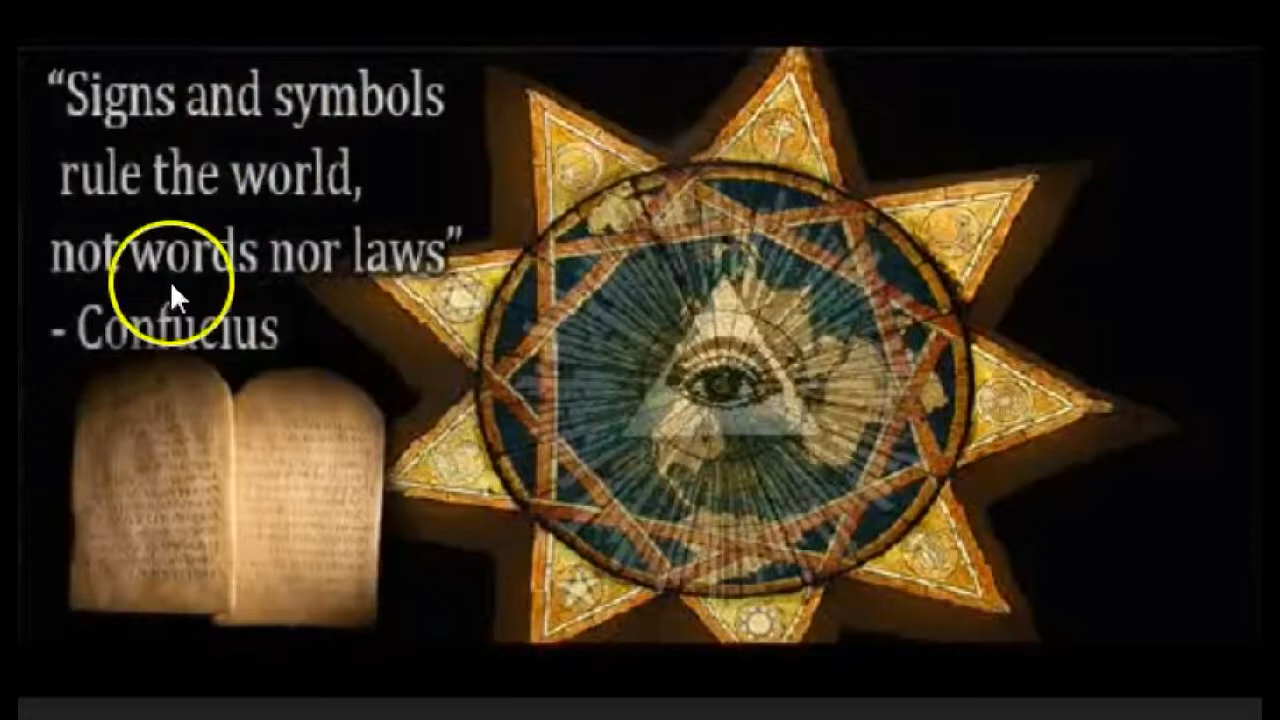 “Signs and symbols
rule the world,
not words nor laws”
- Confucius